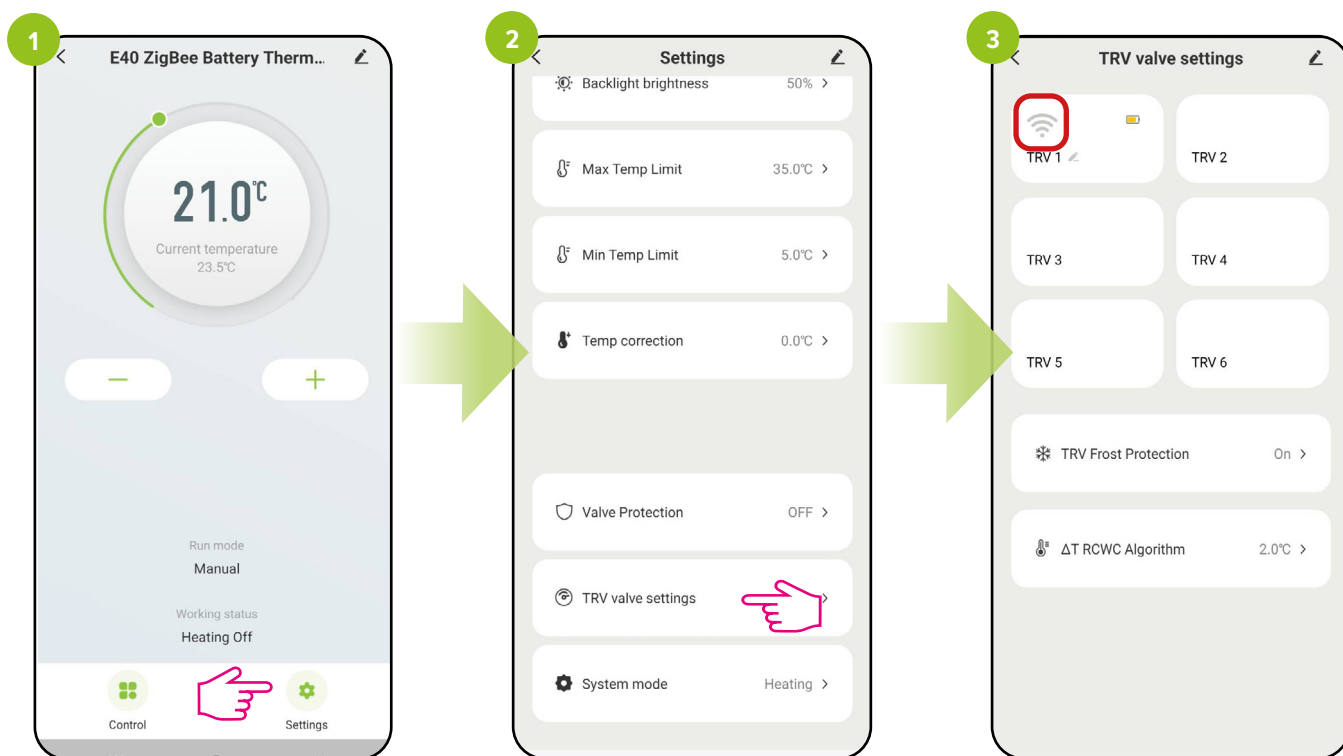 1
E40 ZigBee Battery Therm...
21.0℃
Current temperature
23.5℃
Run mode
Manual
Working status
Heating Off
Control
Settings
2
Settings
Backlight brightness 50%
Max Temp Limit 35.0℃
Min Temp Limit 5.0℃
Temp correction 0.0℃
Valve Protection OFF
TRV valve settings
System mode Heating
3
TRV valve settings
TRV 1
TRV 2
TRV 3
TRV 4
TRV 5
TRV 6
TRV Frost Protection On
ΔT RCWC Algorithm 2.0℃